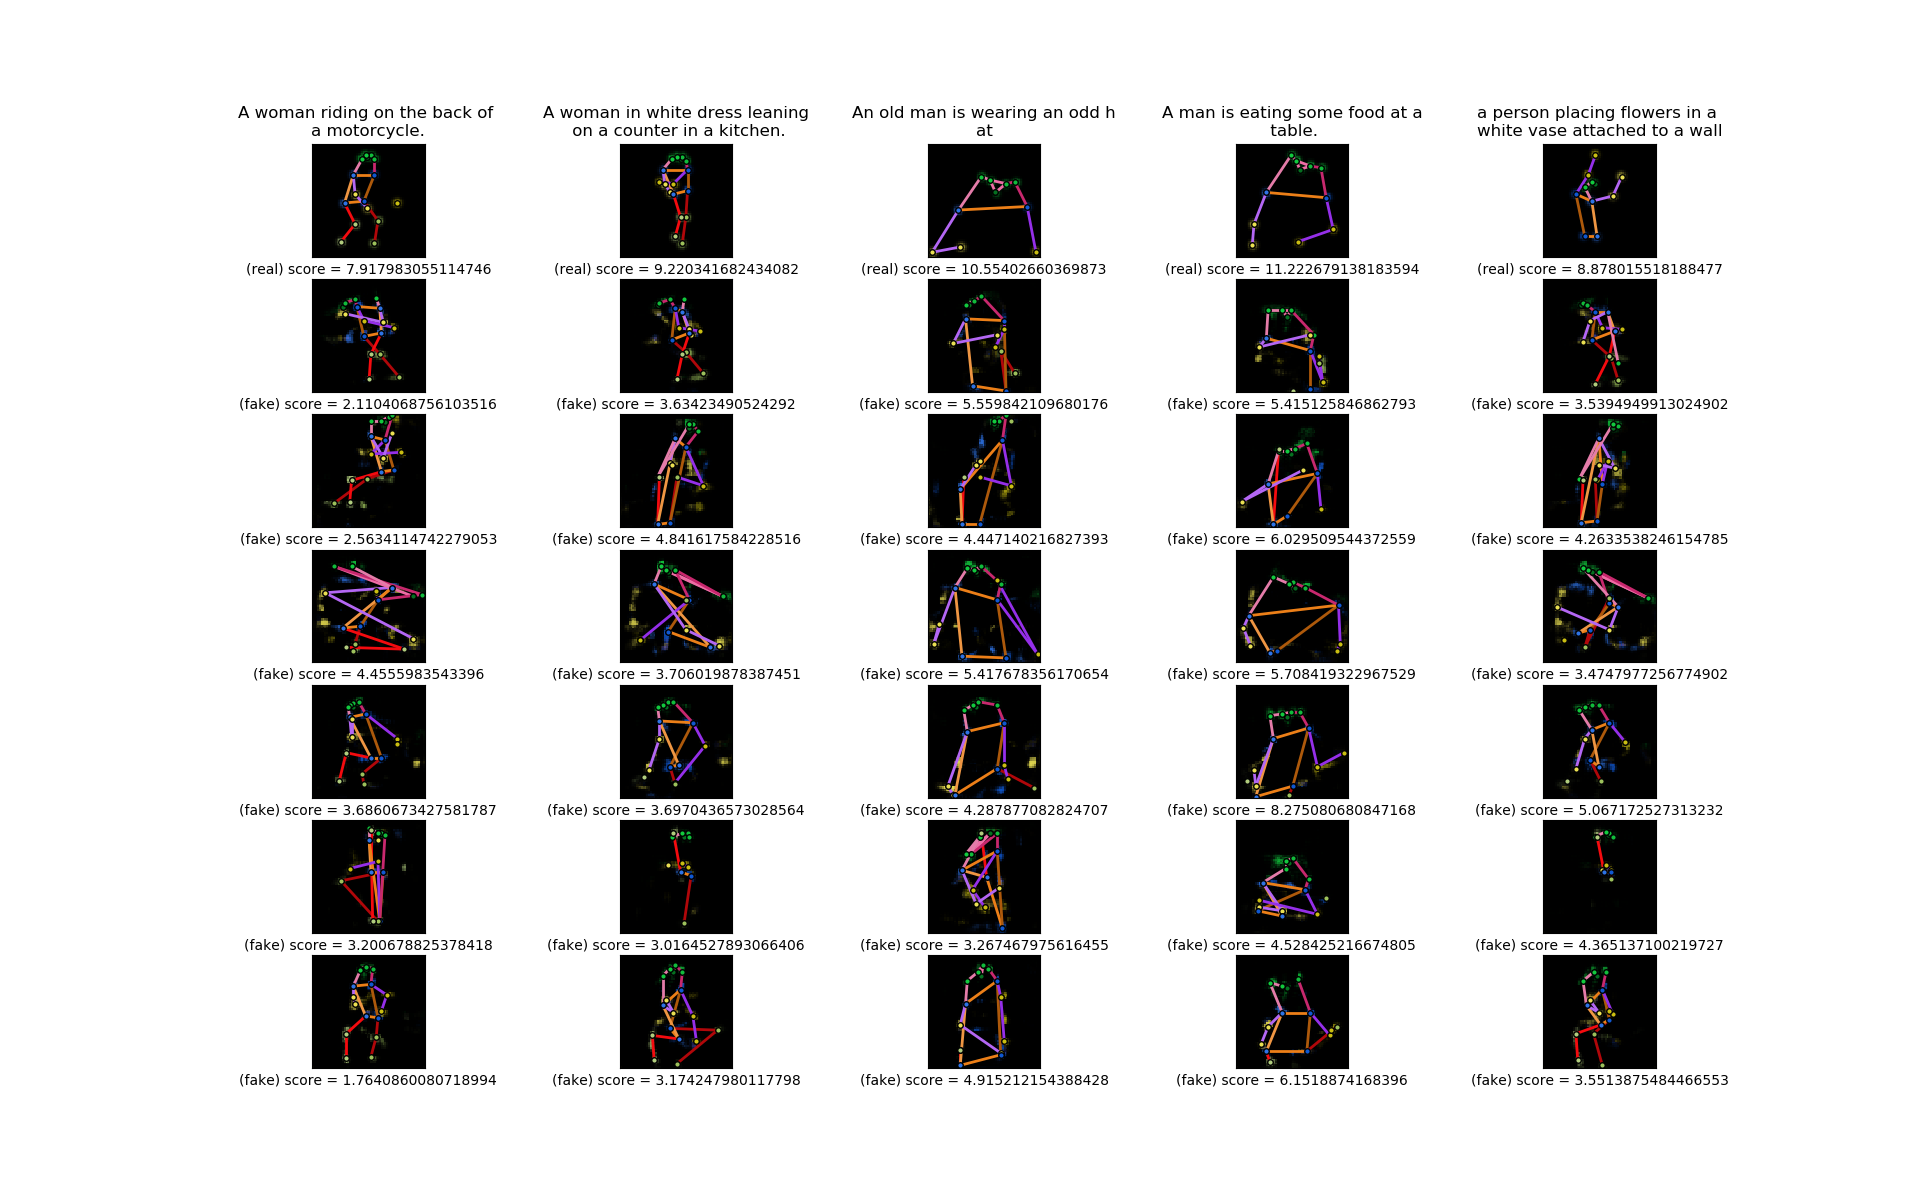 A woman riding on the back of
a motorcycle.
A woman in white dress leaning
on a counter in a kitchen.
An old man is wearing an odd h
at
A man is eating some food at a
table.
a person placing flowers in a
white vase attached to a wall
(real) score = 7.917983055114746
(real) score = 9.220341682434082
(real) score = 10.55402660369873
(real) score = 11.222679138183594
(real) score = 8.878015518188477
(fake) score = 2.1104068756103516
(fake) score = 3.63423490524292
(fake) score = 5.559842109680176
(fake) score = 5.415125846862793
(fake) score = 3.5394949913024902
(fake) score = 2.5634114742279053
(fake) score = 4.841617584228516
(fake) score = 4.447140216827393
(fake) score = 6.029509544372559
(fake) score = 4.2633538246154785
(fake) score = 4.4555983543396
(fake) score = 3.706019878387451
(fake) score = 5.417678356170654
(fake) score = 5.708419322967529
(fake) score = 3.4747977256774902
(fake) score = 3.6860673427581787
(fake) score = 3.6970436573028564
(fake) score = 4.287877082824707
(fake) score = 8.275080680847168
(fake) score = 5.067172527313232
(fake) score = 3.200678825378418
(fake) score = 3.0164527893066406
(fake) score = 3.267467975616455
(fake) score = 4.528425216674805
(fake) score = 4.365137100219727
(fake) score = 1.7640860080718994
(fake) score = 3.174247980117798
(fake) score = 4.915212154388428
(fake) score = 6.1518874168396
(fake) score = 3.5513875484466553